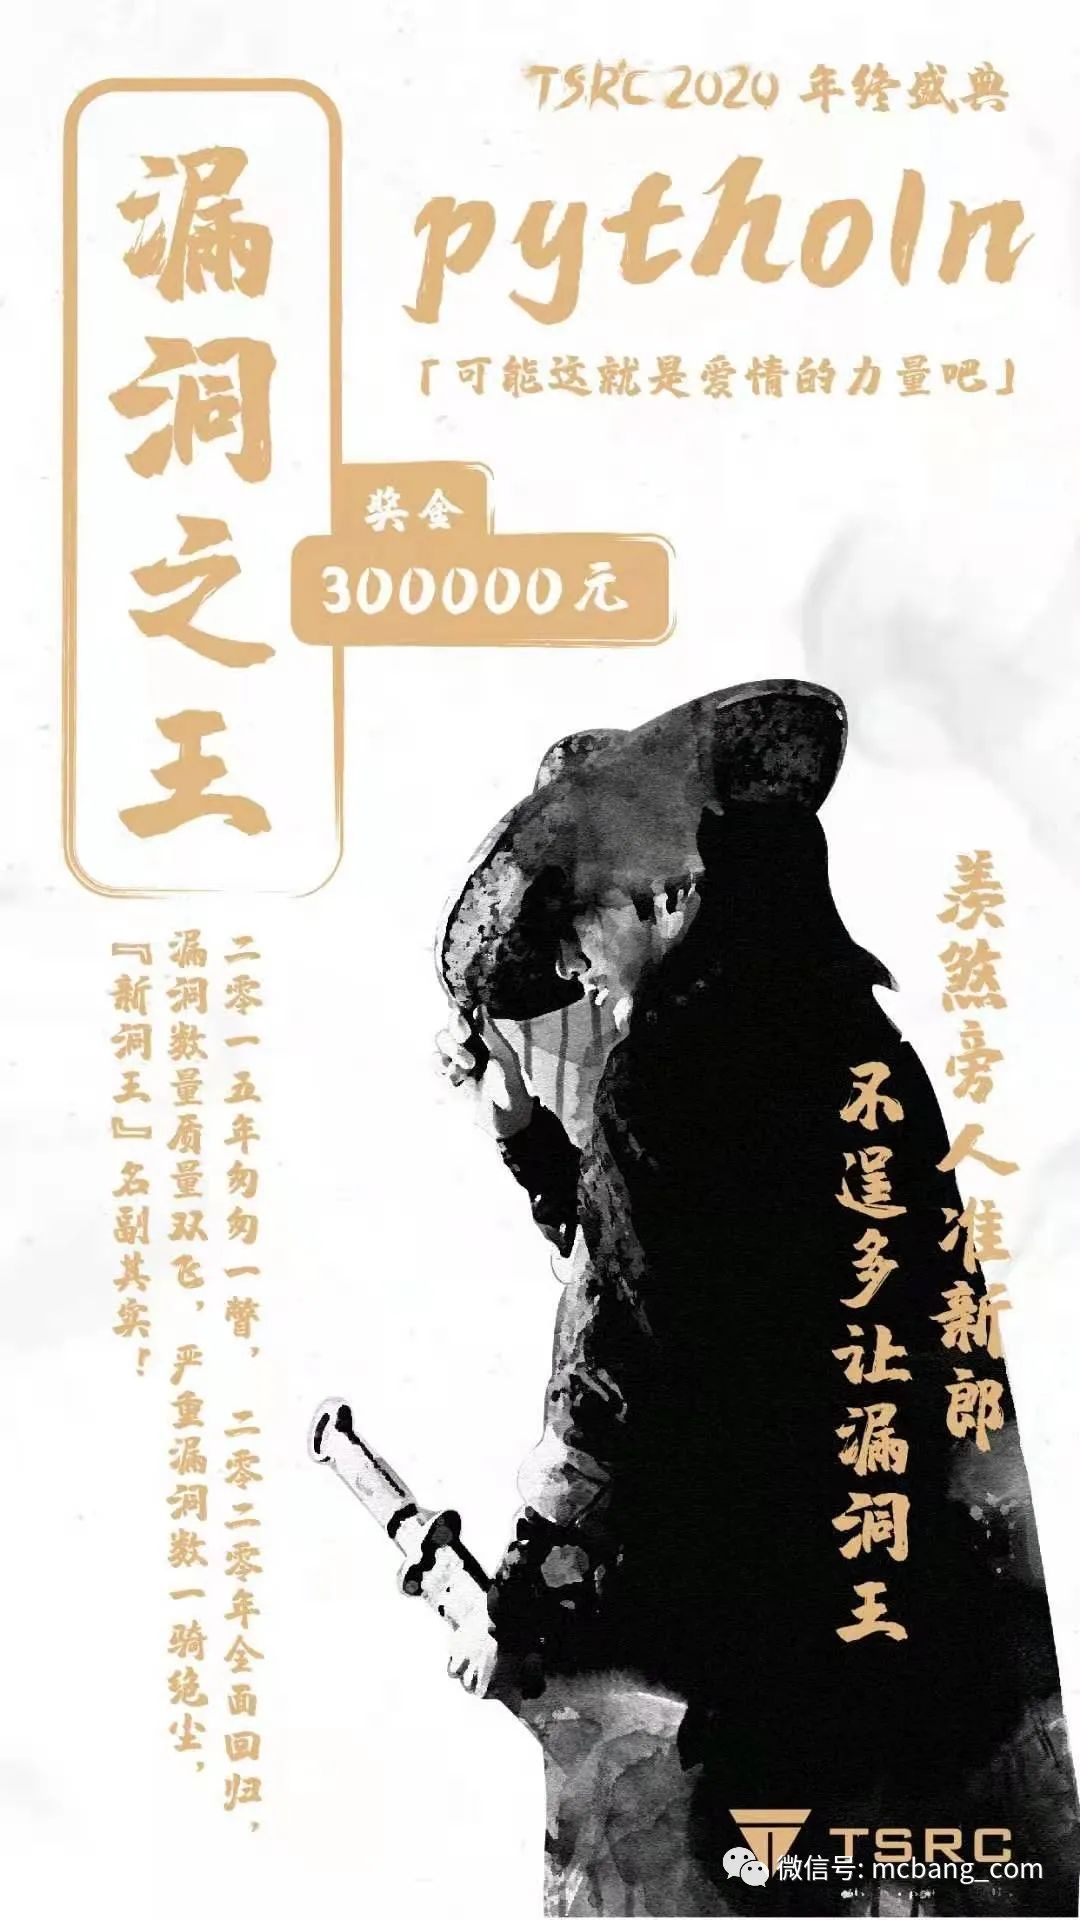 TSRC 2020 年终盛典
pytho1n
「可能这就是爱情的力量吧」
漏洞之王
奖金
300000元
羡煞旁人准新郎
不遑多让漏洞王
二零一五年匆匆一瞥，二零二零年全面回归，
漏洞数量质量双飞，严重漏洞数一骑绝尘，
『新洞王』名副其实！
TSRC
微信号: mcbang_com